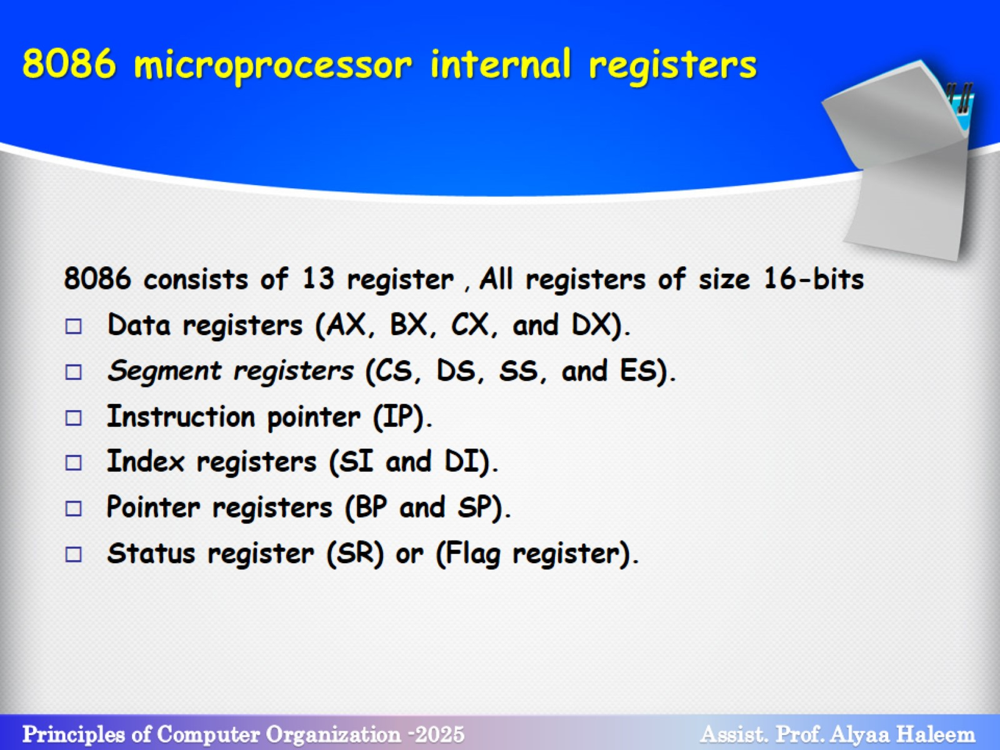 8086 microprocessor internal registers
8086 consists of 13 register , All registers of size 16-bits
Data registers (AX, BX, CX, and DX).
Segment registers (CS, DS, SS, and ES).
Instruction pointer (IP).
Index registers (SI and DI).
Pointer registers (BP and SP).
Status register (SR) or (Flag register).
Principles of Computer Organization -2025
Assist. Prof. Alyaa Haleem